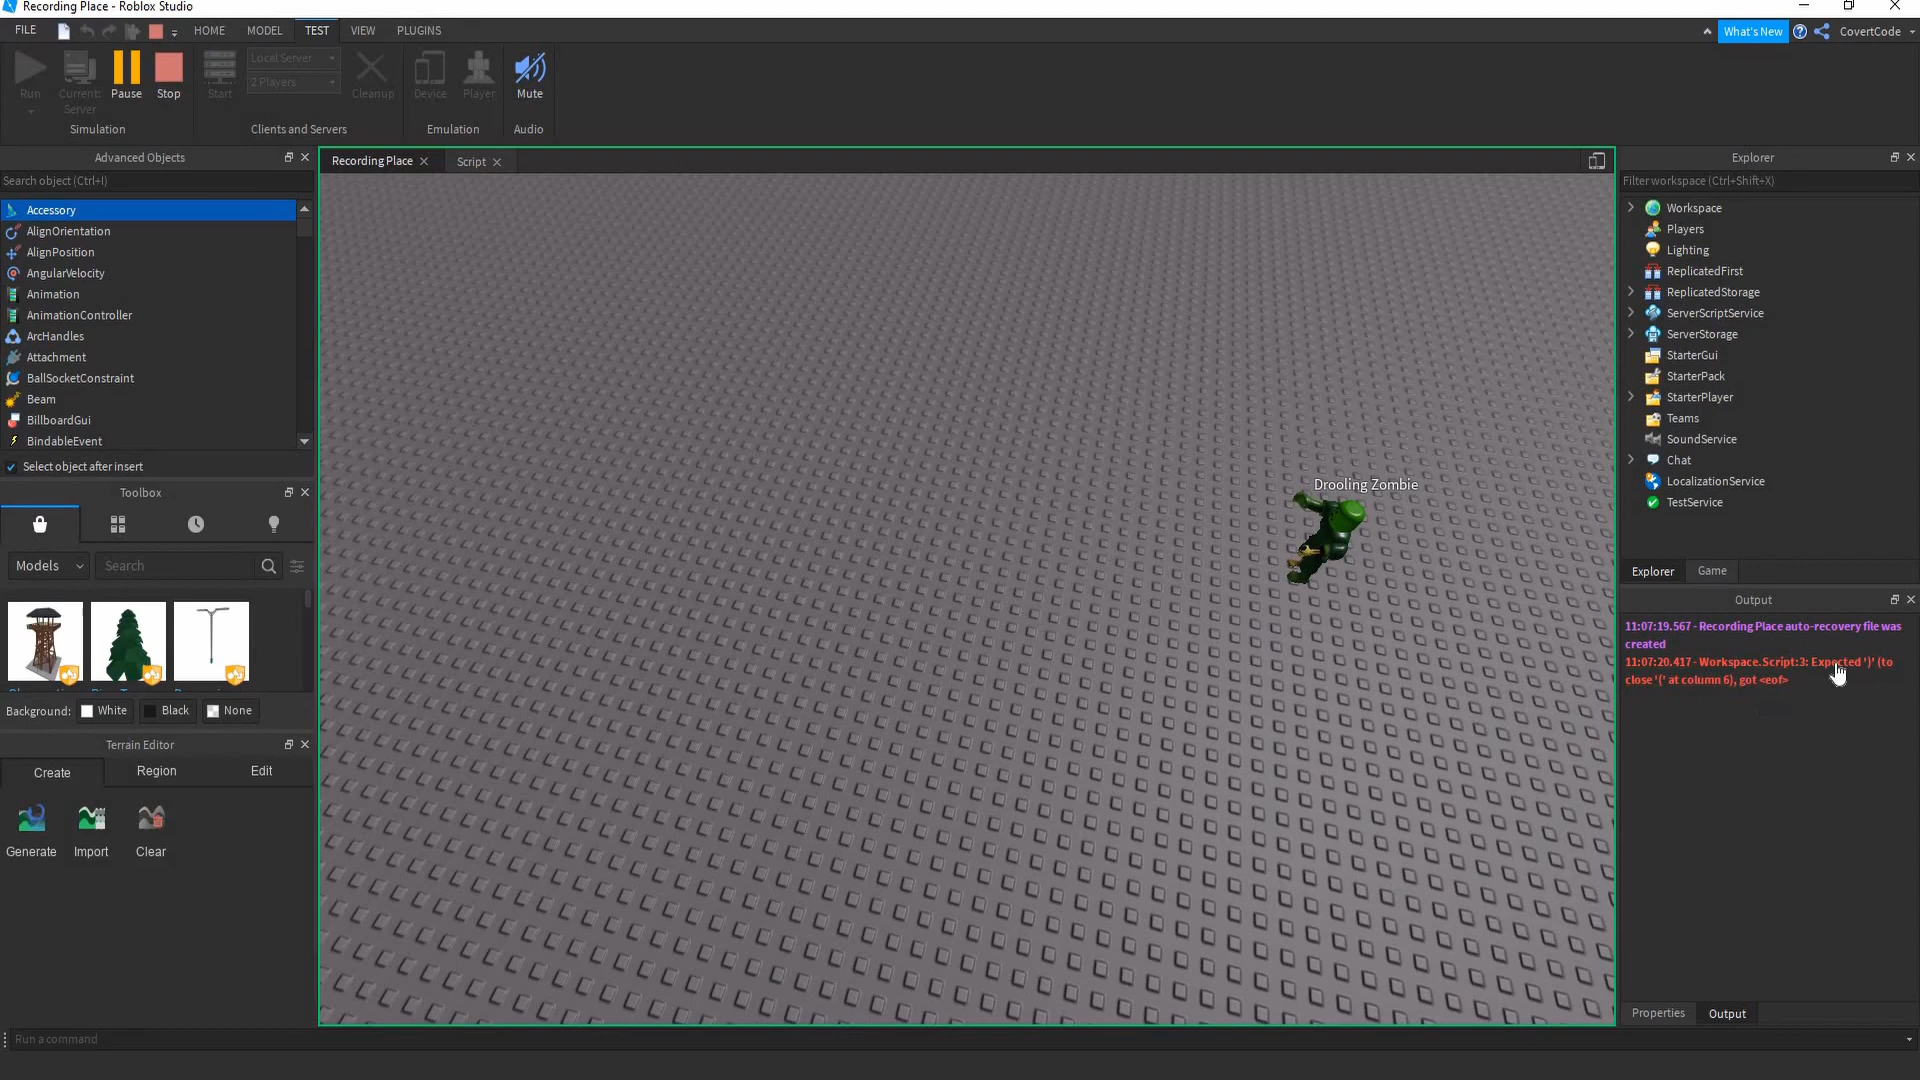 Recording Place - Roblox Studio
FILE
HOME
MODEL
TEST
VIEW
PLUGINS
What's New
CovertCode
Run
Current:
Server
Pause
Stop
Start
Local Server
2 Players
Cleanup
Device
Player
Mute
Simulation
Clients and Servers
Emulation
Audio
Advanced Objects
Search object (Ctrl+I)
Accessory
AlignOrientation
AlignPosition
AngularVelocity
Animation
AnimationController
ArcHandles
Attachment
BallSocketConstraint
Beam
BillboardGui
BindableEvent
Select object after insert
Toolbox
Models
Search
Background:
White
Black
None
Terrain Editor
Create
Region
Edit
Generate
Import
Clear
Recording Place
Script
Drooling Zombie
Explorer
Filter workspace (Ctrl+Shift+X)
Workspace
Players
Lighting
ReplicatedFirst
ReplicatedStorage
ServerScriptService
ServerStorage
StarterGui
StarterPack
StarterPlayer
Teams
SoundService
Chat
LocalizationService
TestService
Explorer
Game
Output
11:07:19.567 - Recording Place auto-recovery file was
created
11:07:20.417 - Workspace.Script:3: Expected ')' (to
close '(' at column 6), got <eof>
Properties
Output
Run a command